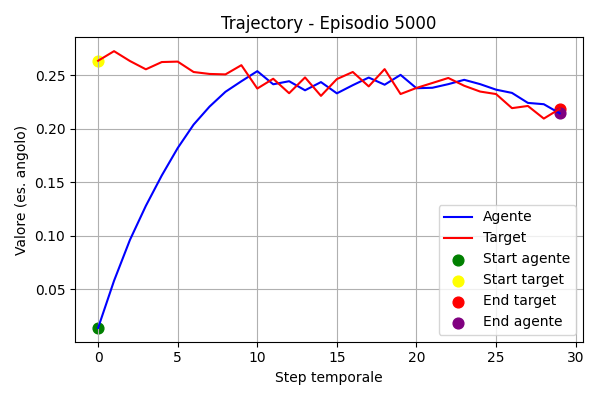 Trajectory - Episodio 5000
Valore (es. angolo)
0.25
0.20
0.15
0.10
0.05
Agente
Target
Start agente
Start target
End target
End agente
0 5 10 15 20 25 30
Step temporale